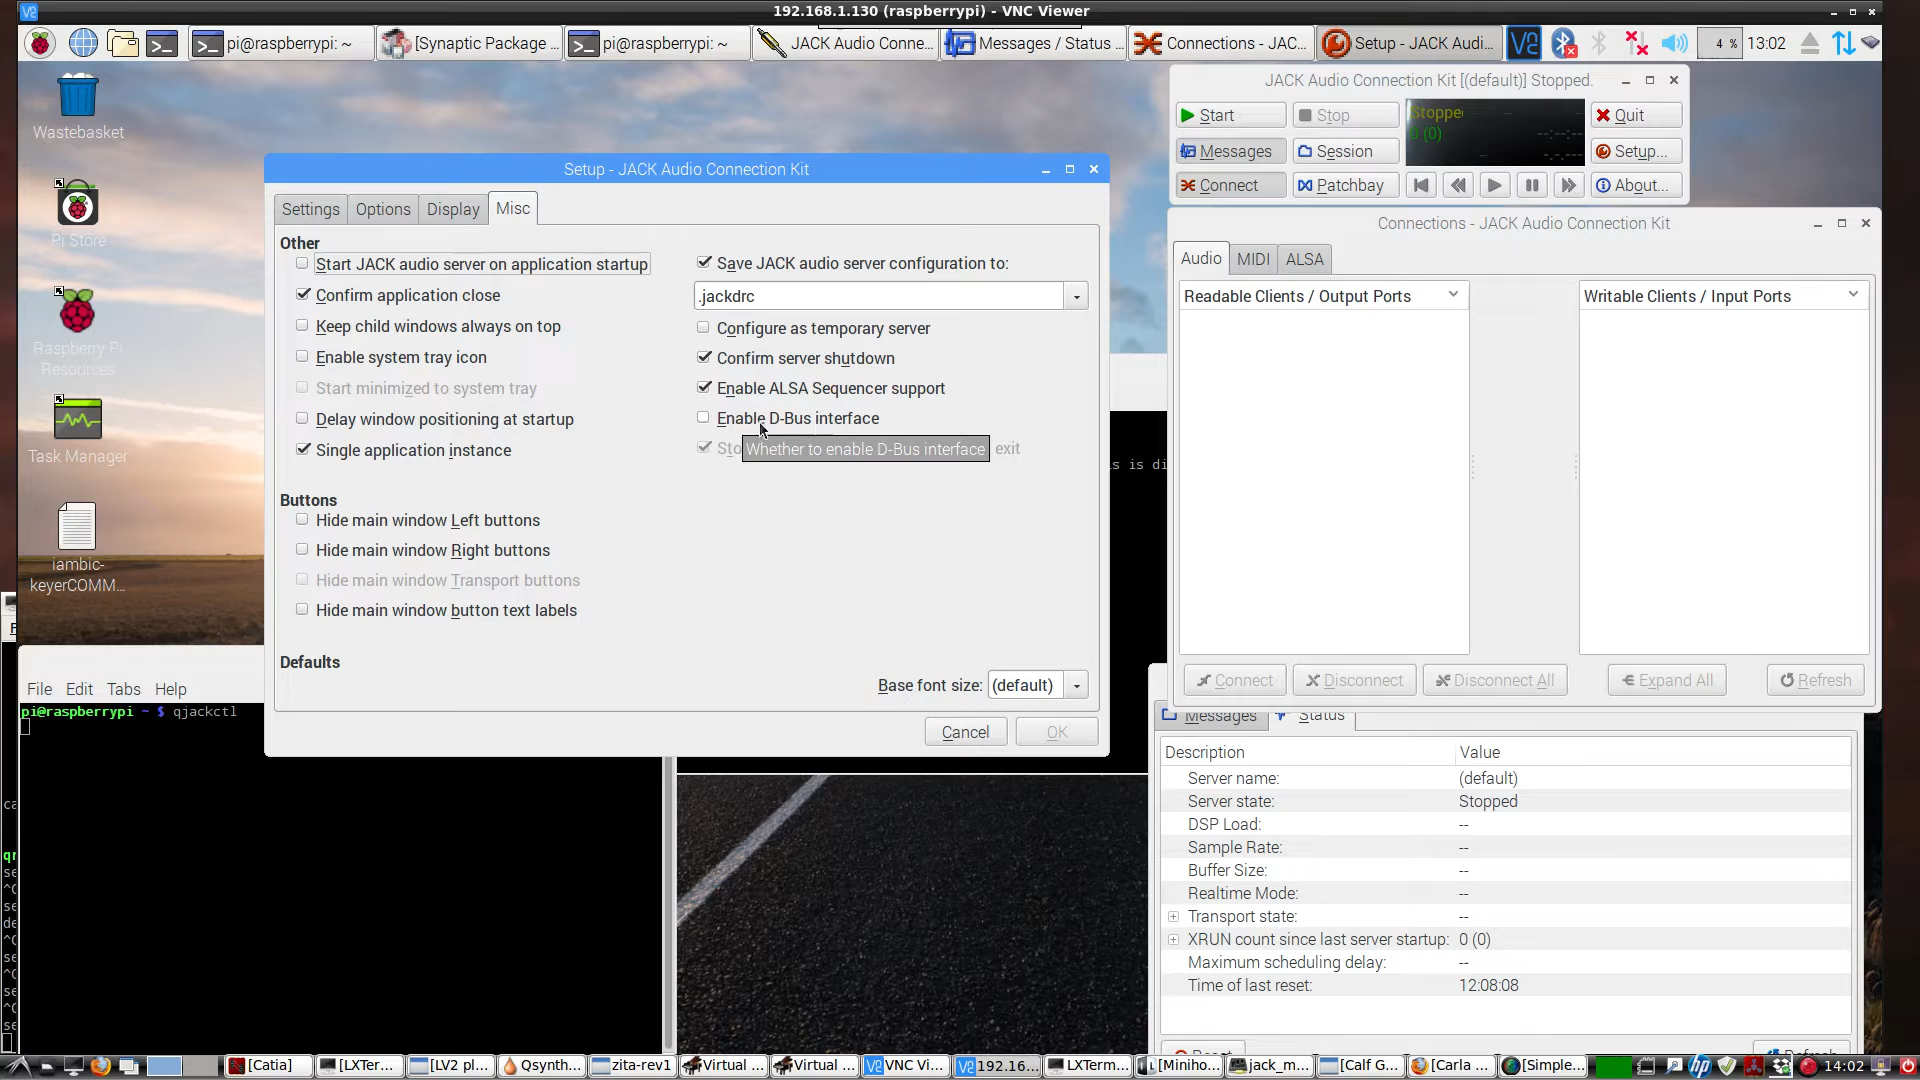 192.168.1.130 (raspberrypi) - VNC Viewer
pi@raspberrypi: ~
[Synaptic Package ...
pi@raspberrypi: ~
JACK Audio Conne...
Messages / Status ...
Connections - JAC...
Setup - JACK Audi...
4 %
13:02
Wastebasket
Pi Store
Raspberry Pi
Resources
Task Manager
iambic-
keyerCOMM...
JACK Audio Connection Kit [(default)] Stopped.
Start
Stop
Stoppe
0 (0)
--:--:--
Quit
Messages
Session
Setup...
Connect
Patchbay
About...
Setup - JACK Audio Connection Kit
Settings
Options
Display
Misc
Other
Start JACK audio server on application startup
Confirm application close
Keep child windows always on top
Enable system tray icon
Start minimized to system tray
Delay window positioning at startup
Single application instance
Save JACK audio server configuration to:
.jackdrc
Configure as temporary server
Confirm server shutdown
Enable ALSA Sequencer support
Enable D-Bus interface
Sto
exit
Whether to enable D-Bus interface
Buttons
Hide main window Left buttons
Hide main window Right buttons
Hide main window Transport buttons
Hide main window button text labels
Defaults
Base font size:
(default)
Cancel
OK
Connections - JACK Audio Connection Kit
Audio
MIDI
ALSA
Readable Clients / Output Ports
Writable Clients / Input Ports
Connect
Disconnect
Disconnect All
Expand All
Refresh
s is di
File Edit Tabs Help
pi@raspberrypi ~ $ qjackctl
Messages
Status
Description Value
Server name: (default)
Server state: Stopped
DSP Load: --
Sample Rate: --
Buffer Size: --
Realtime Mode: --
Transport state: --
XRUN count since last server startup: 0 (0)
Maximum scheduling delay: --
Time of last reset: 12:08:08
[Catia]
[LXTer...
[LV2 pl...
Qsynth...
zita-rev1
Virtual ...
Virtual ...
VNC Vi...
192.16...
LXTerm...
[Miniho...
jack_m...
[Calf G...
[Carla ...
[Simple...
14:02